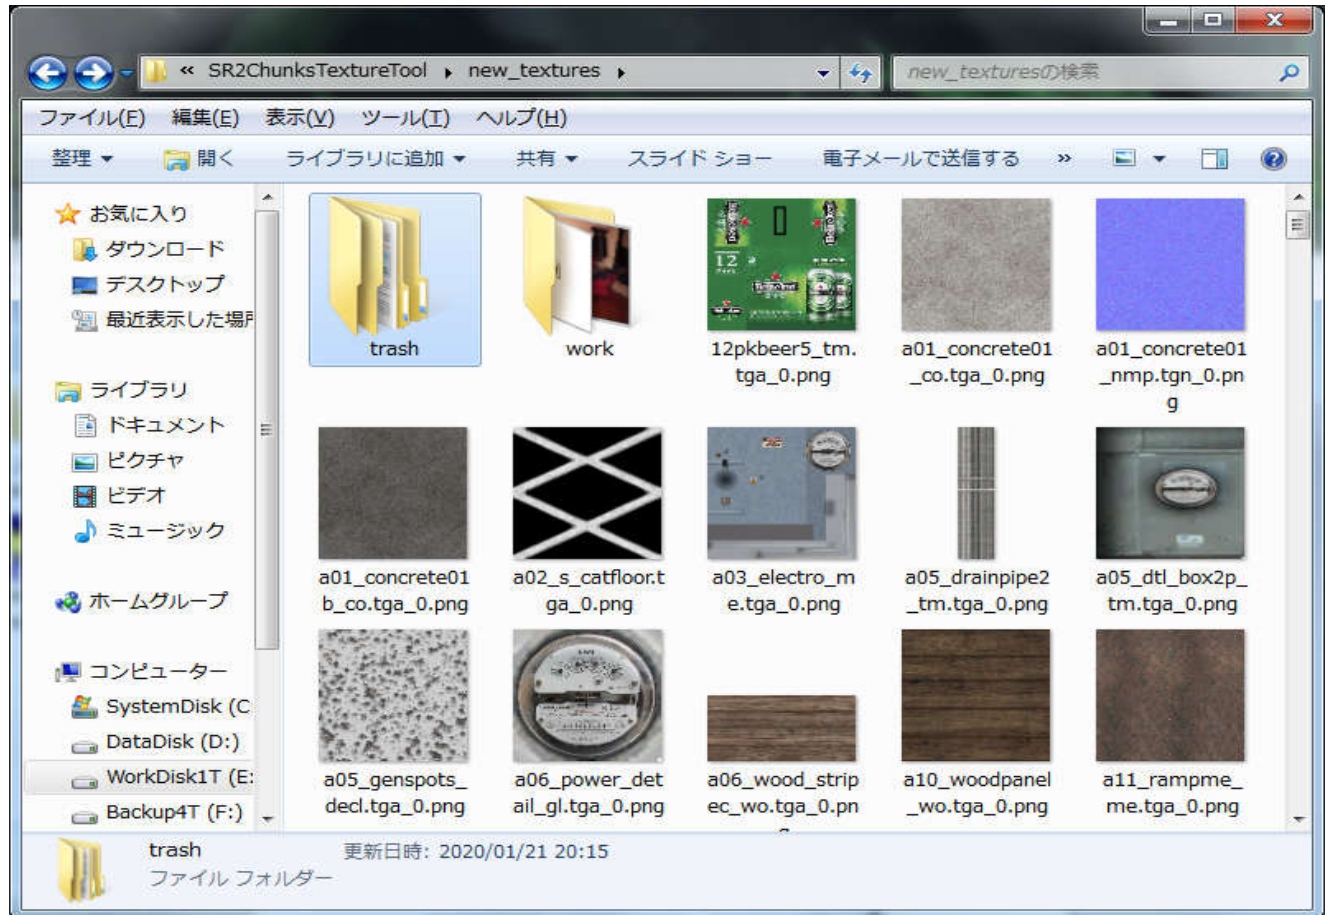 « SR2ChunksTextureTool ▸ new_textures ▸
new_texturesの検索
ファイル(F) 編集(E) 表示(V) ツール(T) ヘルプ(H)
整理 ▼ 開く ライブラリに追加 ▼ 共有 ▼ スライド ショー 電子メールで送信する »
お気に入り
ダウンロード
デスクトップ
最近表示した場所
ライブラリ
ドキュメント
ピクチャ
ビデオ
ミュージック
ホームグループ
コンピューター
SystemDisk (C
DataDisk (D:)
WorkDisk1T (E:
Backup4T (F:)
trash
work
12
Heineken
12pkbeer5_tm.
tga_0.png
a01_concrete01
_co.tga_0.png
a01_concrete01
_nmp.tgn_0.pn
g
a01_concrete01
b_co.tga_0.png
a02_s_catfloor.t
ga_0.png
a03_electro_m
e.tga_0.png
a05_drainpipe2
_tm.tga_0.png
a05_dtl_box2p_
tm.tga_0.png
a05_genspots_
decl.tga_0.png
a06_power_det
ail_gl.tga_0.png
a06_wood_strip
ec_wo.tga_0.pn
a10_woodpanel
_wo.tga_0.png
a11_rampme_
me.tga_0.png
trash 更新日時: 2020/01/21 20:15
ファイル フォルダー